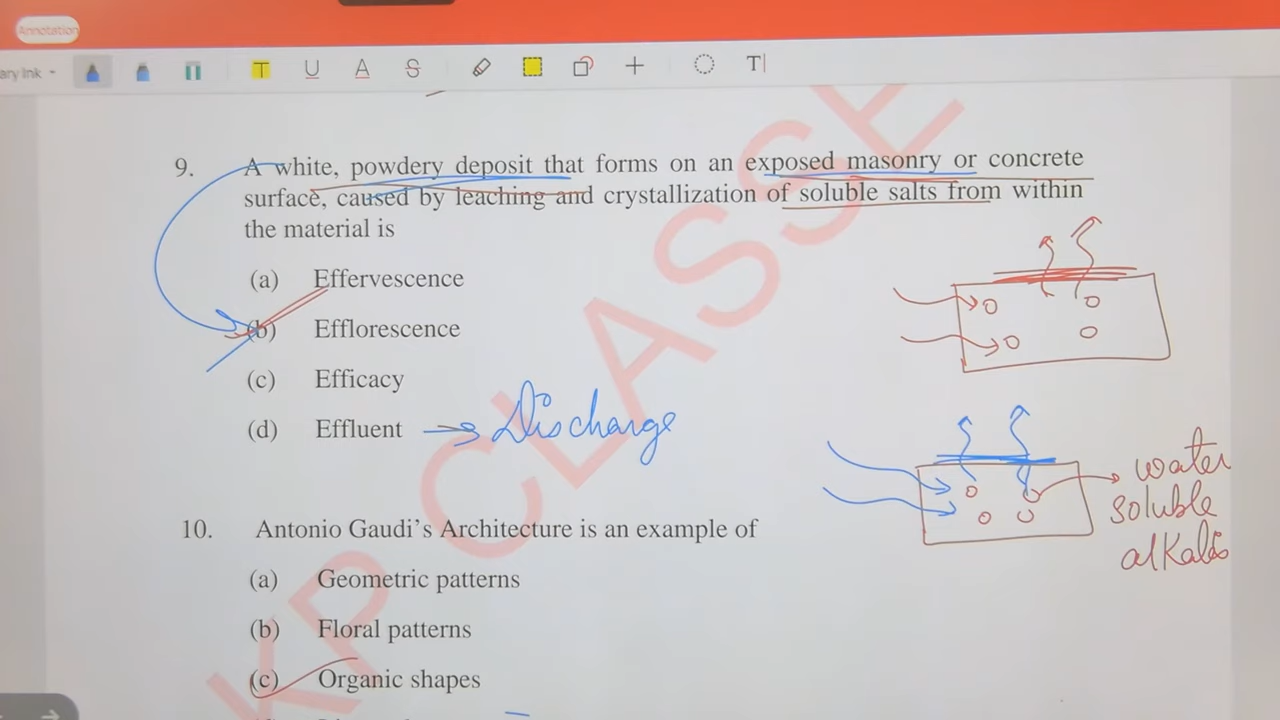 Annotation
ary Ink
T U A S T
9. A white, powdery deposit that forms on an exposed masonry or concrete
surface, caused by leaching and crystallization of soluble salts from within
the material is
(a) Effervescence
(b) Efflorescence
(c) Efficacy
(d) Effluent → Discharge
water
soluble
alkalis
10. Antonio Gaudi's Architecture is an example of
(a) Geometric patterns
(b) Floral patterns
(c) Organic shapes
KP CLASSE